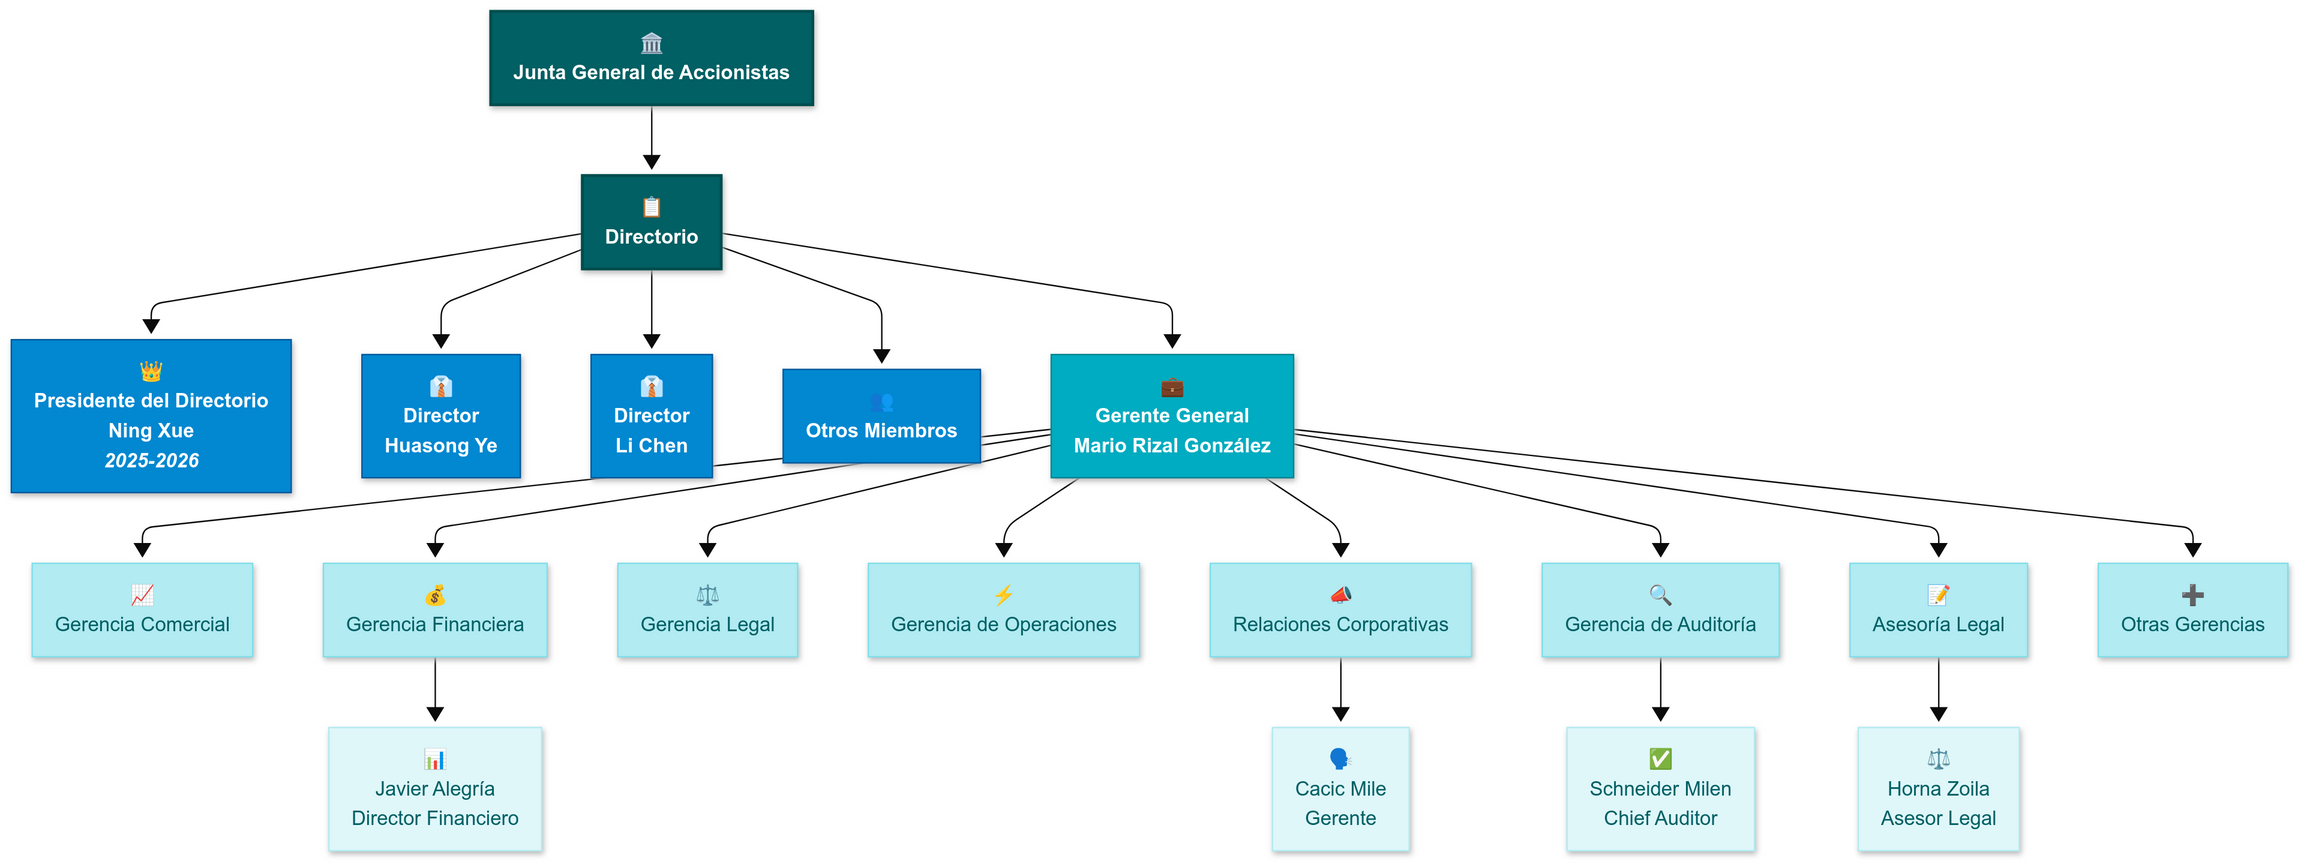 Junta General de Accionistas
Directorio
Presidente del Directorio
Ning Xue
2025-2026
Director
Huasong Ye
Director
Li Chen
Otros Miembros
Gerente General
Mario Rizal González
Gerencia Comercial
Gerencia Financiera
Gerencia Legal
Gerencia de Operaciones
Relaciones Corporativas
Gerencia de Auditoría
Asesoría Legal
Otras Gerencias
Javier Alegría
Director Financiero
Cacic Mile
Gerente
Schneider Milen
Chief Auditor
Horna Zoila
Asesor Legal